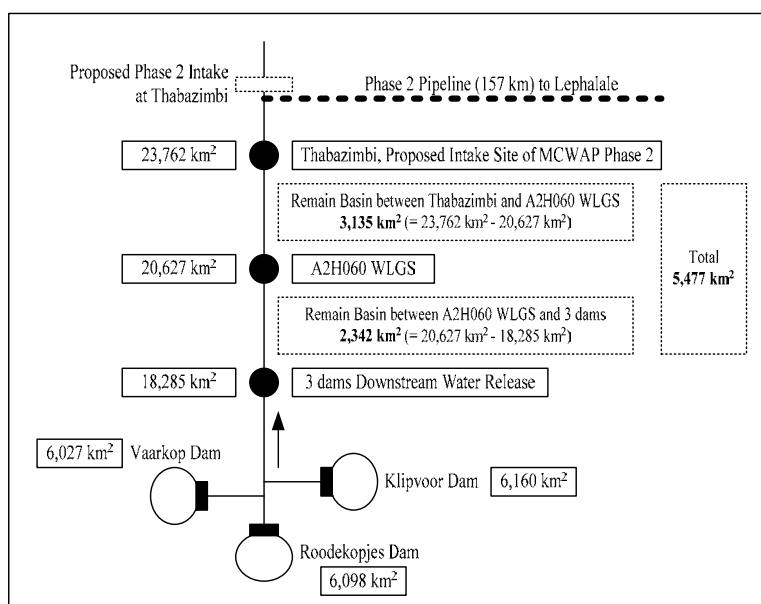 Proposed Phase 2 Intake
at Thabazimbi
Phase 2 Pipeline (157 km) to Lephalale
23,762 km²
Thabazimbi, Proposed Intake Site of MCWAP Phase 2
Remain Basin between Thabazimbi and A2H060 WLGS
3,135 km² (= 23,762 km² - 20,627 km²)
Total
5,477 km²
20,627 km²
A2H060 WLGS
Remain Basin between A2H060 WLGS and 3 dams
2,342 km² (= 20,627 km² - 18,285 km²)
18,285 km²
3 dams Downstream Water Release
6,027 km²
Vaarkop Dam
Klipvoor Dam
6,160 km²
Roodekopjes Dam
6,098 km²